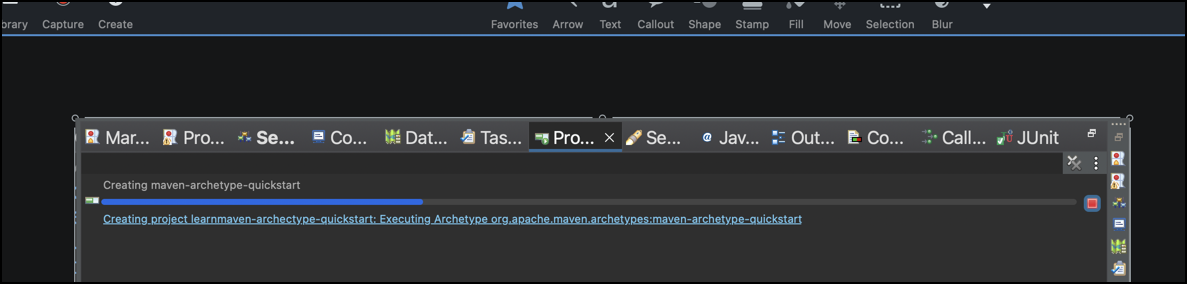 brary Capture Create Favorites Arrow Text Callout Shape Stamp Fill Move Selection Blur
Mar... Pro... Se... Co... Dat... Tas... Pro... Se... Jav... Out... Co... Call... JUnit
Creating maven-archetype-quickstart
Creating project learnmaven-archectype-quickstart: Executing Archetype org.apache.maven.archetypes:maven-archetype-quickstart